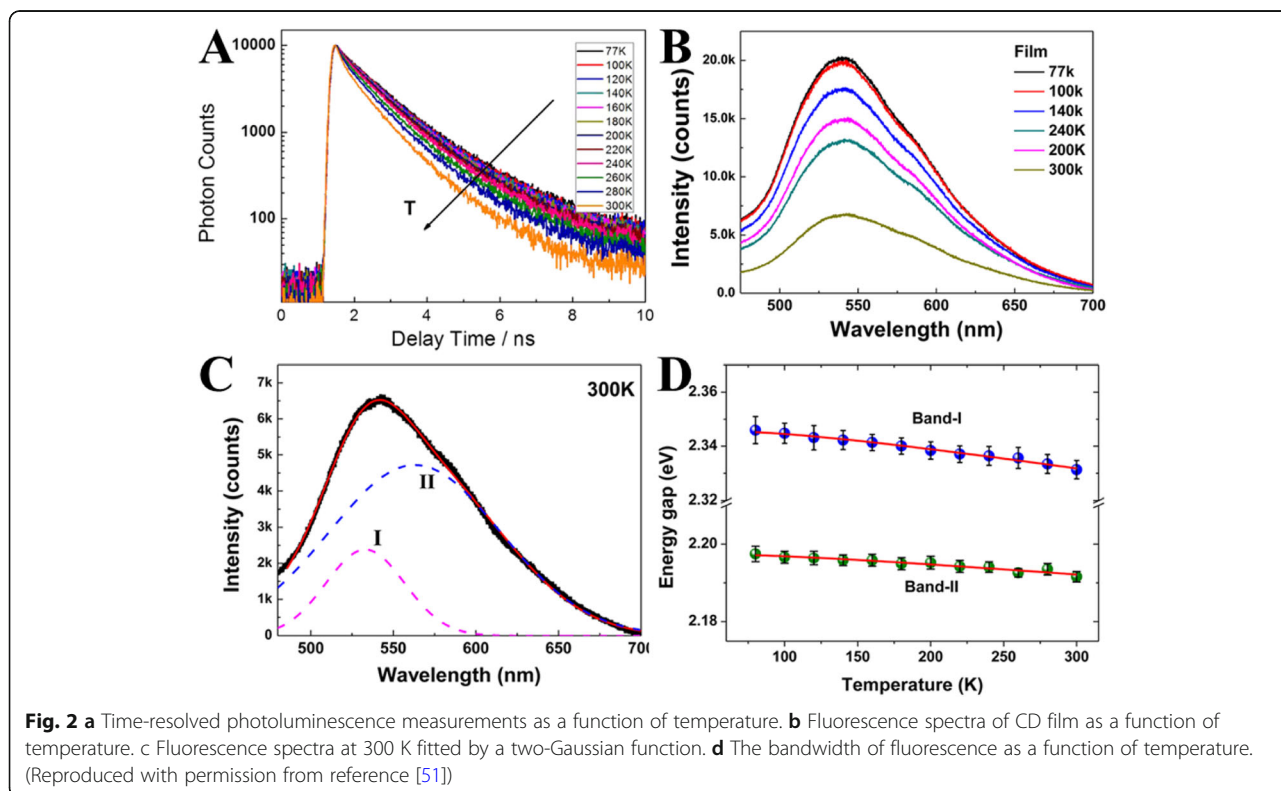 A
10000
1000
100
Photon Counts
0 2 4 6 8 10
Delay Time / ns
T
77K
100K
120K
140K
160K
180K
200K
220K
240K
260K
280K
300K
B
20.0k
15.0k
10.0k
5.0k
0.0
Intensity (counts)
500 550 600 650 700
Wavelength (nm)
Film
77k
100k
140k
240K
200K
300k
C
7k
6k
5k
4k
3k
2k
1k
0
Intensity (counts)
500 550 600 650 700
Wavelength (nm)
300K
I
II
D
2.36
2.34
2.32
2.20
2.18
Energy gap (eV)
100 150 200 250 300
Temperature (K)
Band-I
Band-II
Fig. 2 a Time-resolved photoluminescence measurements as a function of temperature. b Fluorescence spectra of CD film as a function of
temperature. c Fluorescence spectra at 300 K fitted by a two-Gaussian function. d The bandwidth of fluorescence as a function of temperature.
(Reproduced with permission from reference [51])